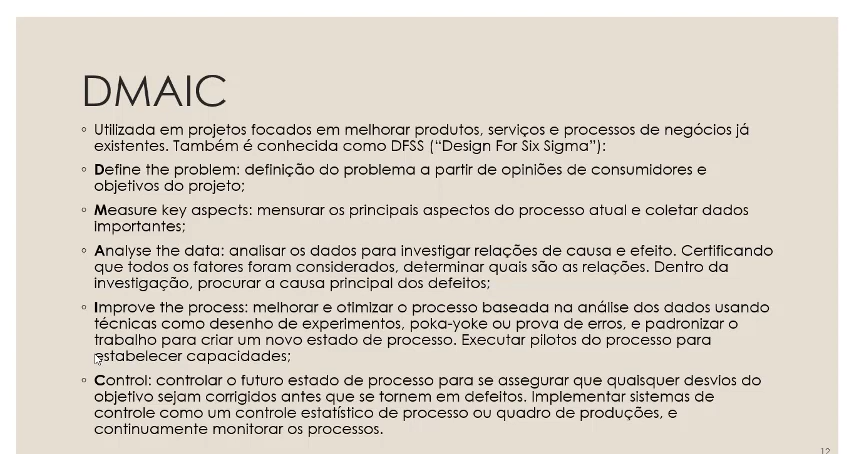 DMAIC
◦ Utilizada em projetos focados em melhorar produtos, serviços e processos de negócios já
existentes. Também é conhecida como DFSS (“Design For Six Sigma”):
◦ Define the problem: definição do problema a partir de opiniões de consumidores e
objetivos do projeto;
◦ Measure key aspects: mensurar os principais aspectos do processo atual e coletar dados
importantes;
◦ Analyse the data: analisar os dados para investigar relações de causa e efeito. Certificando
que todos os fatores foram considerados, determinar quais são as relações. Dentro da
investigação, procurar a causa principal dos defeitos;
◦ Improve the process: melhorar e otimizar o processo baseada na análise dos dados usando
técnicas como desenho de experimentos, poka-yoke ou prova de erros, e padronizar o
trabalho para criar um novo estado de processo. Executar pilotos do processo para
estabelecer capacidades;
◦ Control: controlar o futuro estado de processo para se assegurar que quaisquer desvios do
objetivo sejam corrigidos antes que se tornem em defeitos. Implementar sistemas de
controle como um controle estatístico de processo ou quadro de produções, e
continuamente monitorar os processos.
12